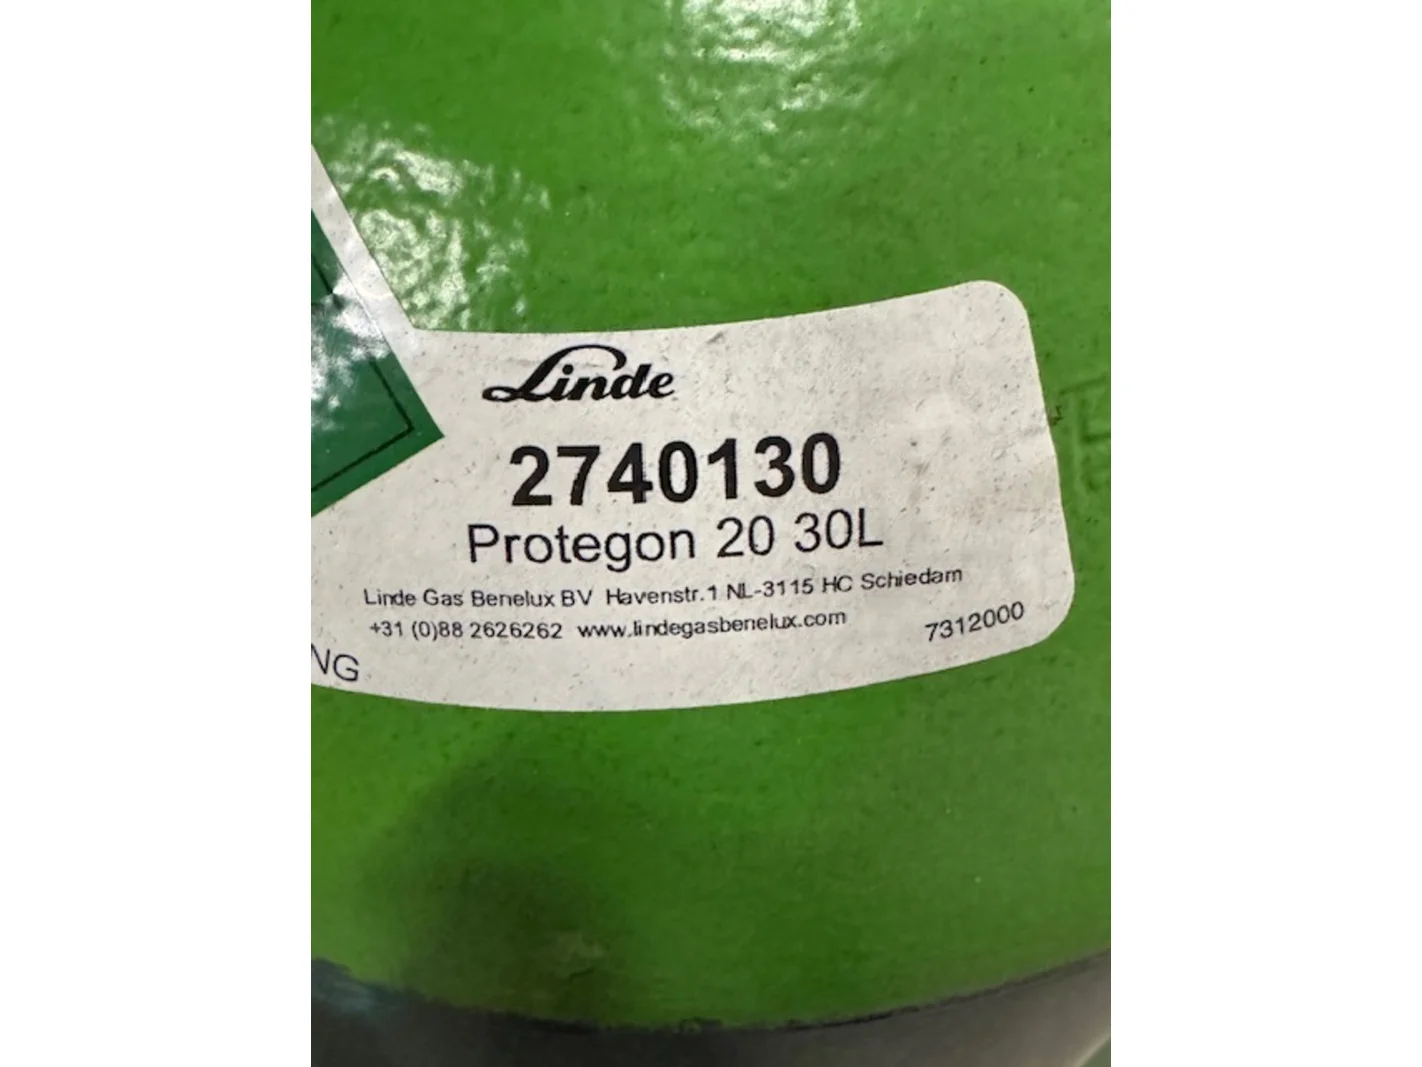 Linde
2740130
Protegon 20 30L
Linde Gas Benelux BV Havenstr.1 NL-3115 HC Schiedam
+31 (0)88 2626262 www.lindegasbenelux.com
7312000
NG